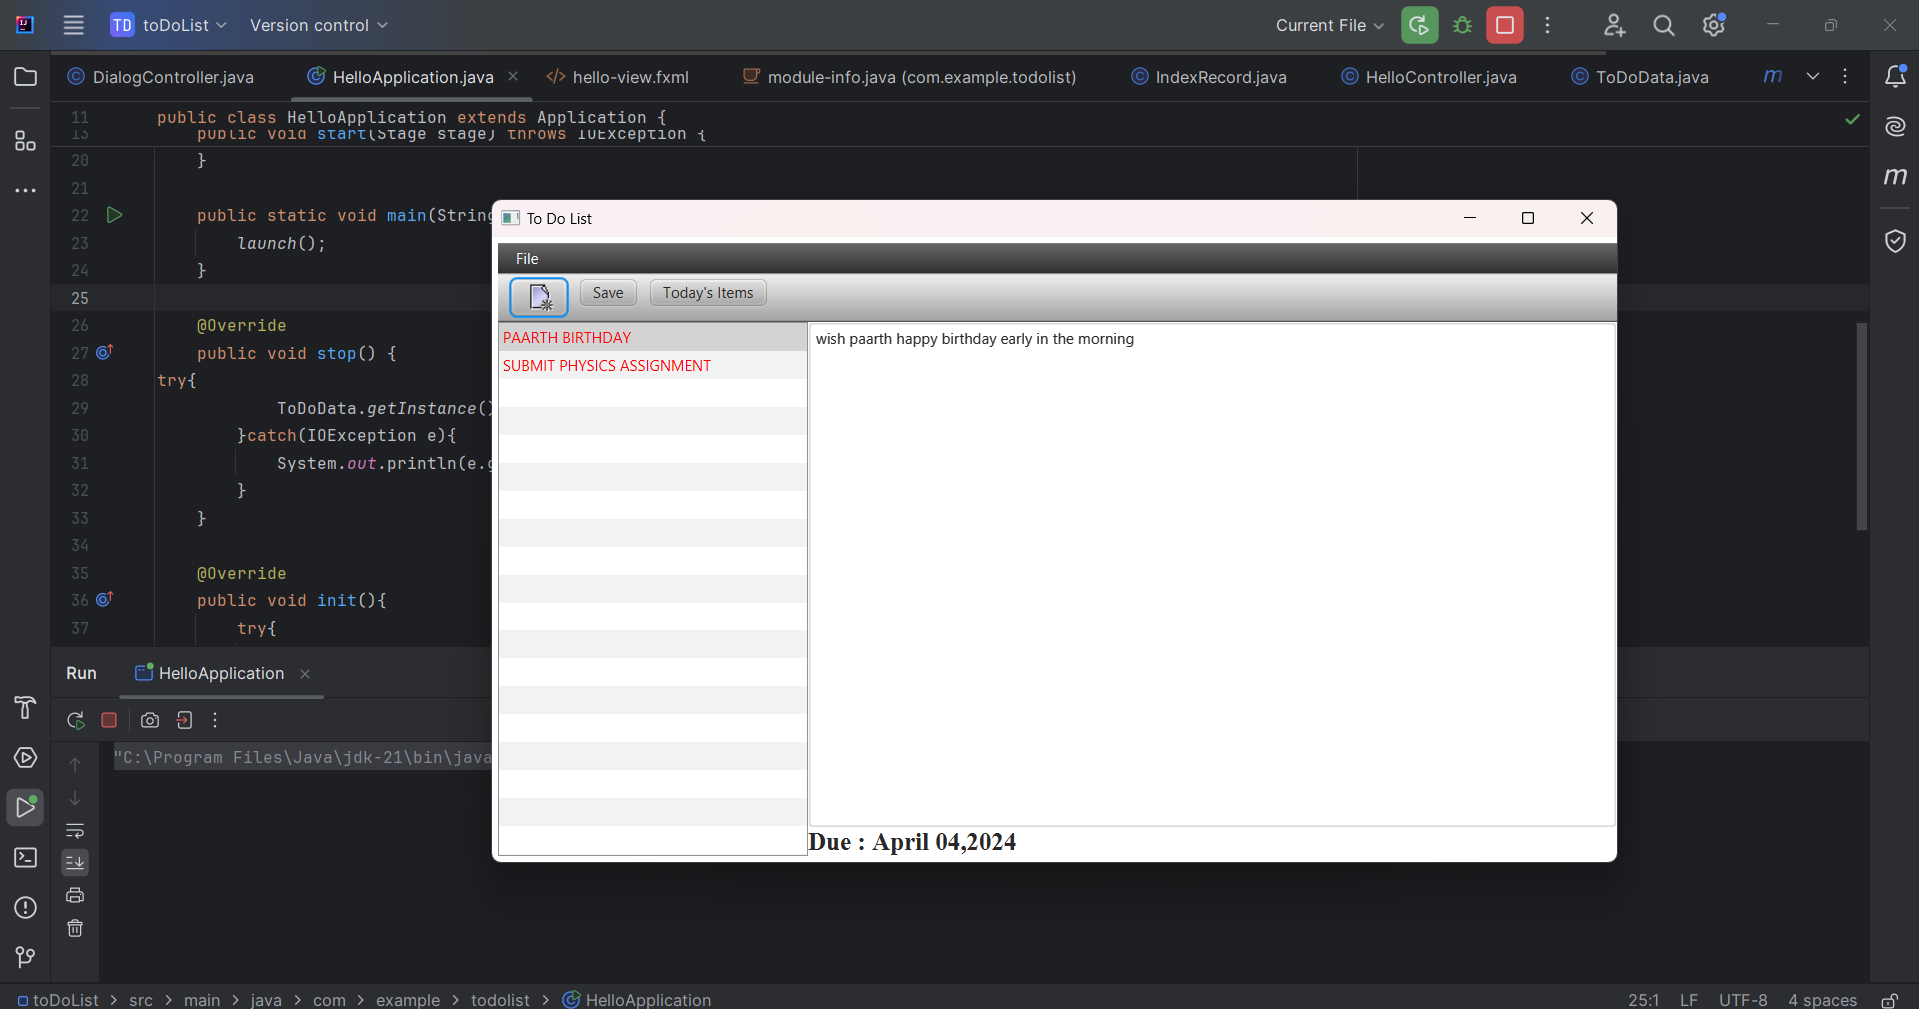 TD toDoList Version control Current File
DialogController.java HelloApplication.java hello-view.fxml module-info.java (com.example.todolist) IndexRecord.java HelloController.java ToDoData.java m
11 public class HelloApplication extends Application {
13 public void start(Stage stage) throws IOException {
20 }
21
22 public static void main(String
23 launch();
24 }
25
26 @Override
27 public void stop() {
28 try{
29 ToDoData.getInstance()
30 }catch(IOException e){
31 System.out.println(e.g
32 }
33 }
34
35 @Override
36 public void init(){
37 try{
To Do List
File
Save Today's Items
PAARTH BIRTHDAY
SUBMIT PHYSICS ASSIGNMENT
wish paarth happy birthday early in the morning
Due : April 04,2024
m
Run HelloApplication
"C:\Program Files\Java\jdk-21\bin\java
toDoList > src > main > java > com > example > todolist > HelloApplication 25:1 LF UTF-8 4 spaces